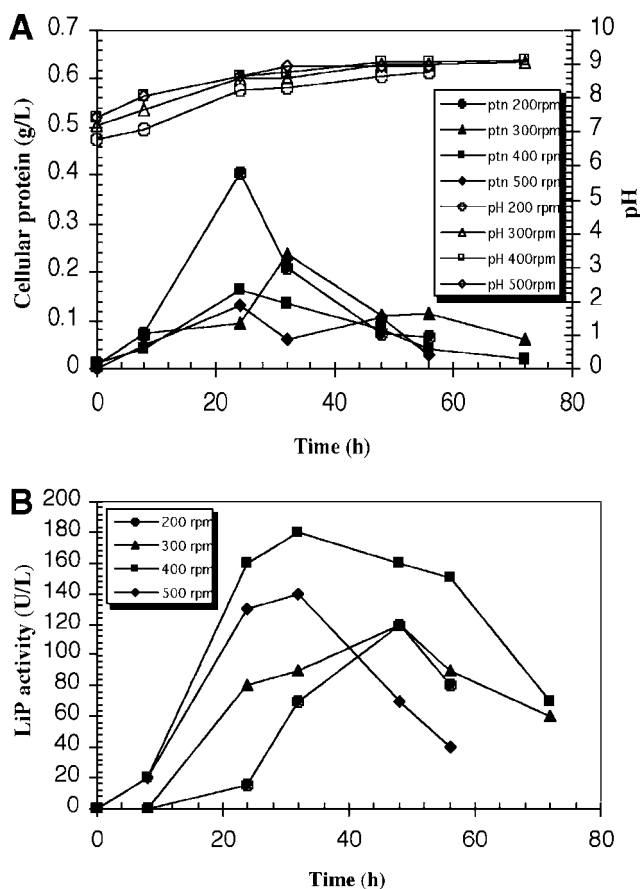 A
0.7
0.6
0.5
0.4
0.3
0.2
0.1
0
Cellular protein (g/L)
10
9
8
7
6
5
4
3
2
1
0
pH
ptn 200rpm
ptn 300rpm
ptn 400 rpm
ptn 500 rpm
pH 200 rpm
pH 300rpm
pH 400rpm
pH 500rpm
0 20 40 60 80
Time (h)
B
200
180
160
140
120
100
80
60
40
20
0
LiP activity (U/L)
200 rpm
300 rpm
400 rpm
500 rpm
0 20 40 60 80
Time (h)